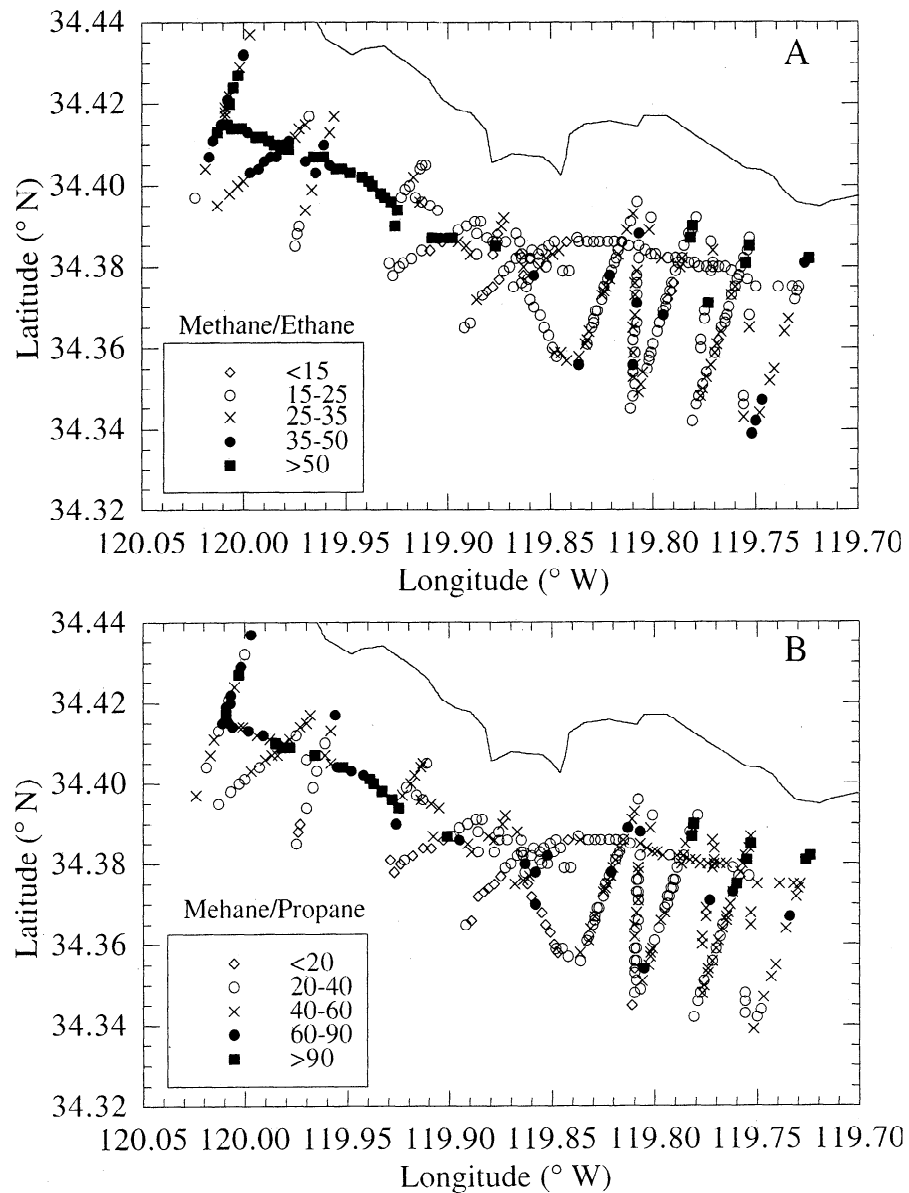 A
34.44
34.42
34.40
34.38
34.36
34.34
34.32
Latitude (° N)
Methane/Ethane
<15
15-25
25-35
35-50
>50
120.05 120.00 119.95 119.90 119.85 119.80 119.75 119.70
Longitude (° W)
B
34.44
34.42
34.40
34.38
34.36
34.34
34.32
Latitude (° N)
Mehane/Propane
<20
20-40
40-60
60-90
>90
120.05 120.00 119.95 119.90 119.85 119.80 119.75 119.70
Longitude (° W)